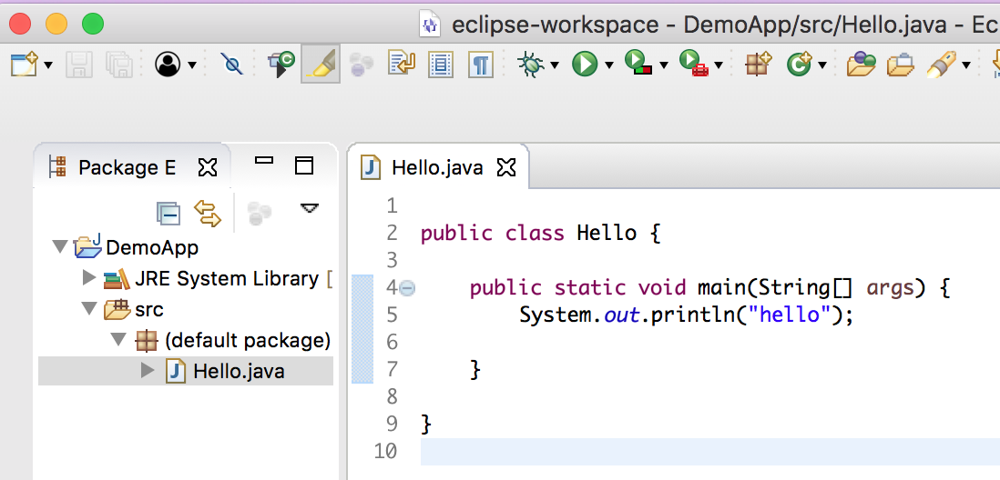 eclipse-workspace - DemoApp/src/Hello.java - Ec
Package E
Hello.java
DemoApp
JRE System Library [
src
(default package)
Hello.java
1
2 public class Hello {
3
4 public static void main(String[] args) {
5 System.out.println("hello");
6
7 }
8
9 }
10